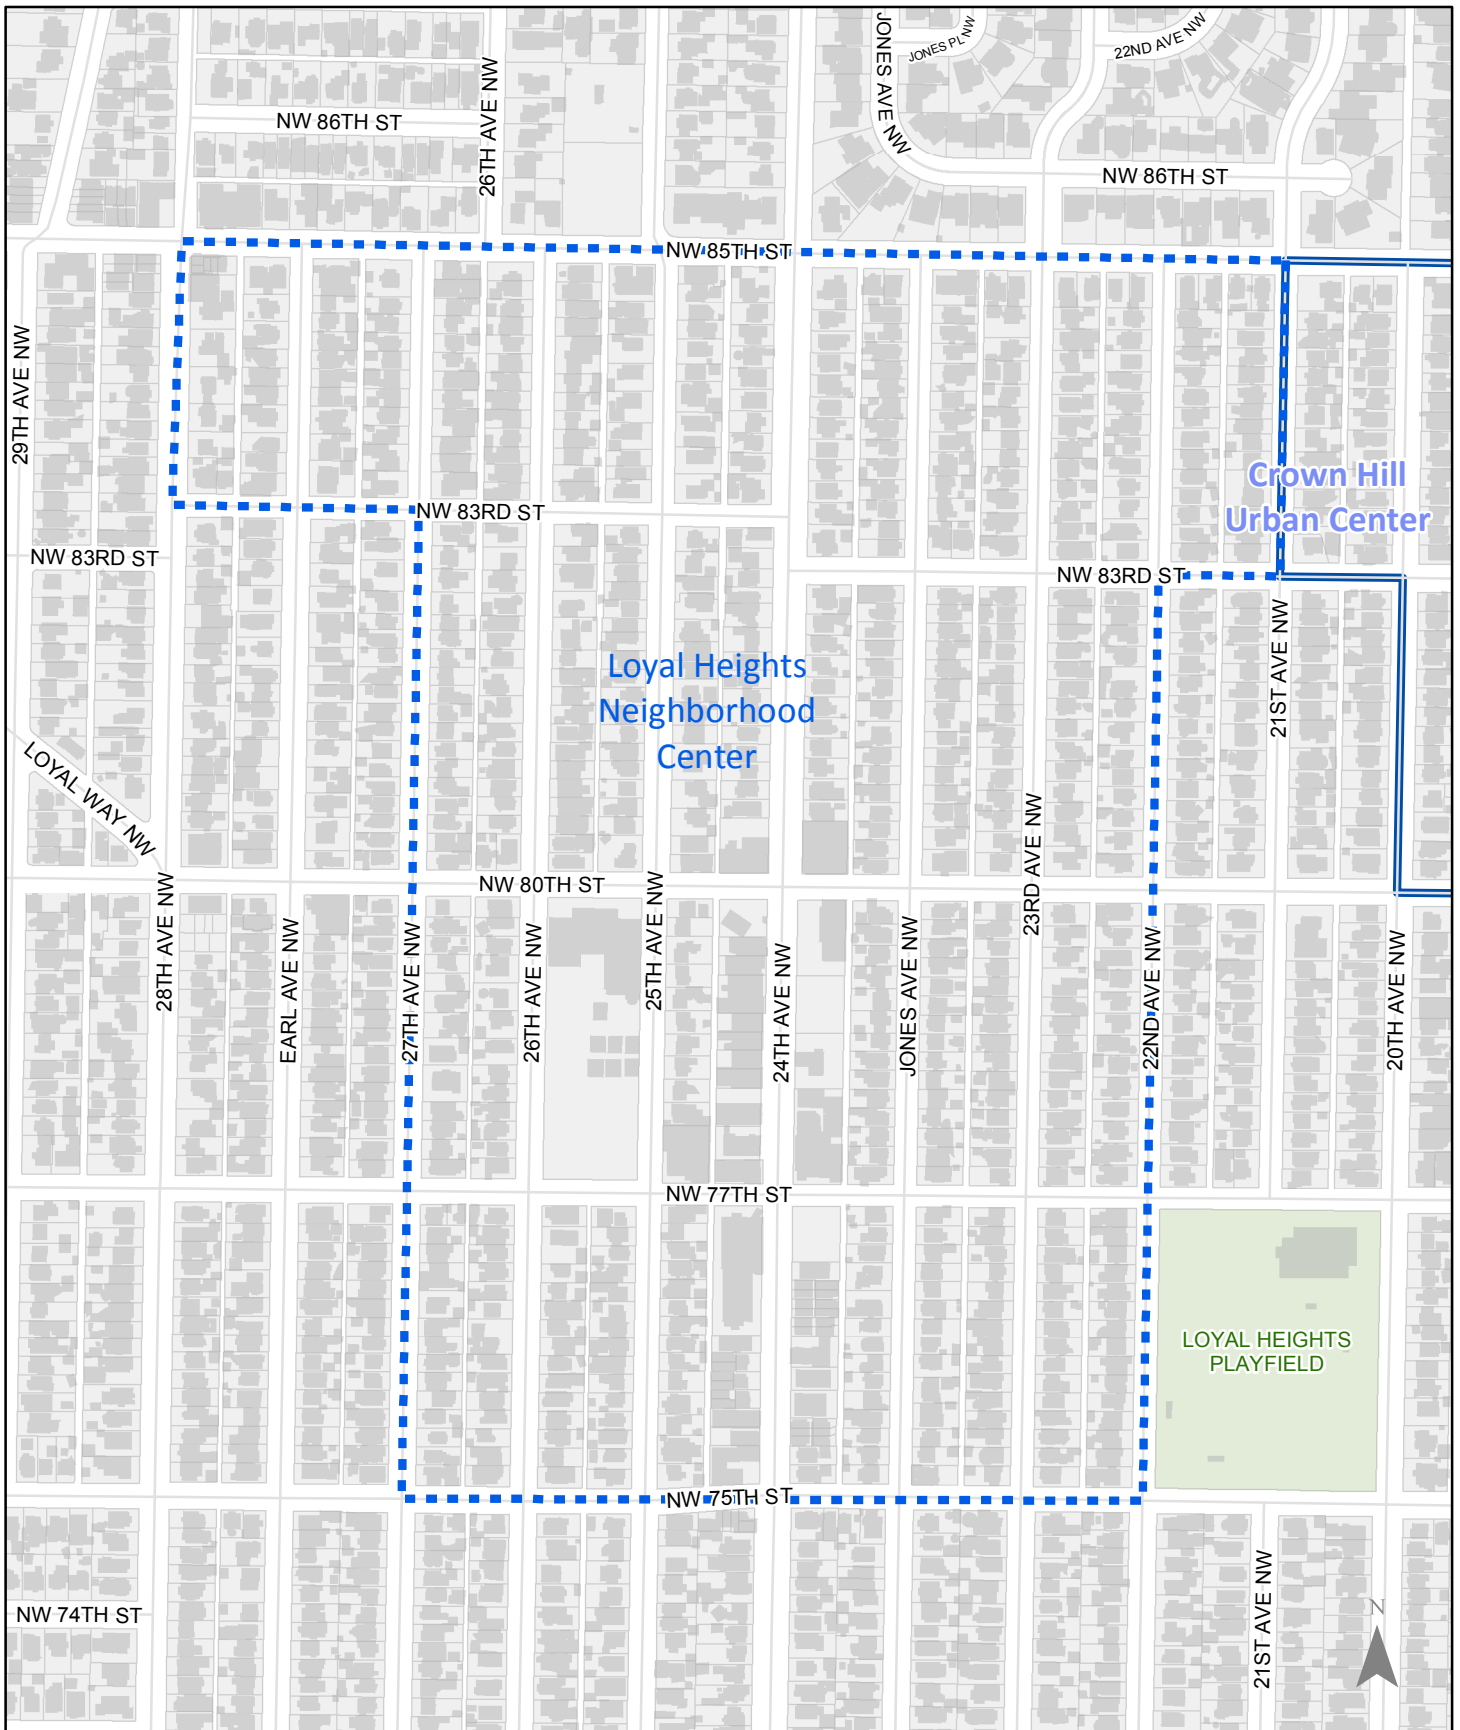 JONES AVE NW
JONES PL NW
22ND AVE NW
26TH AVE NW
NW 86TH ST
NW 86TH ST
NW 85TH ST
29TH AVE NW
Crown Hill
Urban Center
NW 83RD ST
NW 83RD ST
NW 83RD ST
21ST AVE NW
Loyal Heights
Neighborhood
Center
LOYAL WAY NW
23RD AVE NW
NW 80TH ST
28TH AVE NW
EARL AVE NW
27TH AVE NW
26TH AVE NW
25TH AVE NW
24TH AVE NW
JONES AVE NW
22ND AVE NW
20TH AVE NW
NW 77TH ST
LOYAL HEIGHTS
PLAYFIELD
NW 75TH ST
21ST AVE NW
NW 74TH ST
N